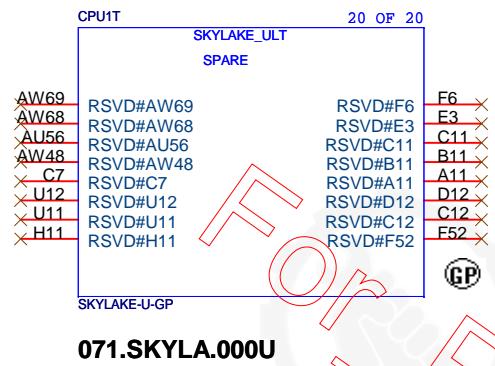 CPU1T 20 OF 20
SKYLAKE_ULT
SPARE
AW69 RSVD#AW69 RSVD#F6 F6
AW68 RSVD#AW68 RSVD#E3 E3
AU56 RSVD#AU56 RSVD#C11 C11
AW48 RSVD#AW48 RSVD#B11 B11
C7 RSVD#C7 RSVD#A11 A11
U12 RSVD#U12 RSVD#D12 D12
U11 RSVD#U11 RSVD#C12 C12
H11 RSVD#H11 RSVD#F52 F52
GP
SKYLAKE-U-GP
071.SKYLA.000U
For